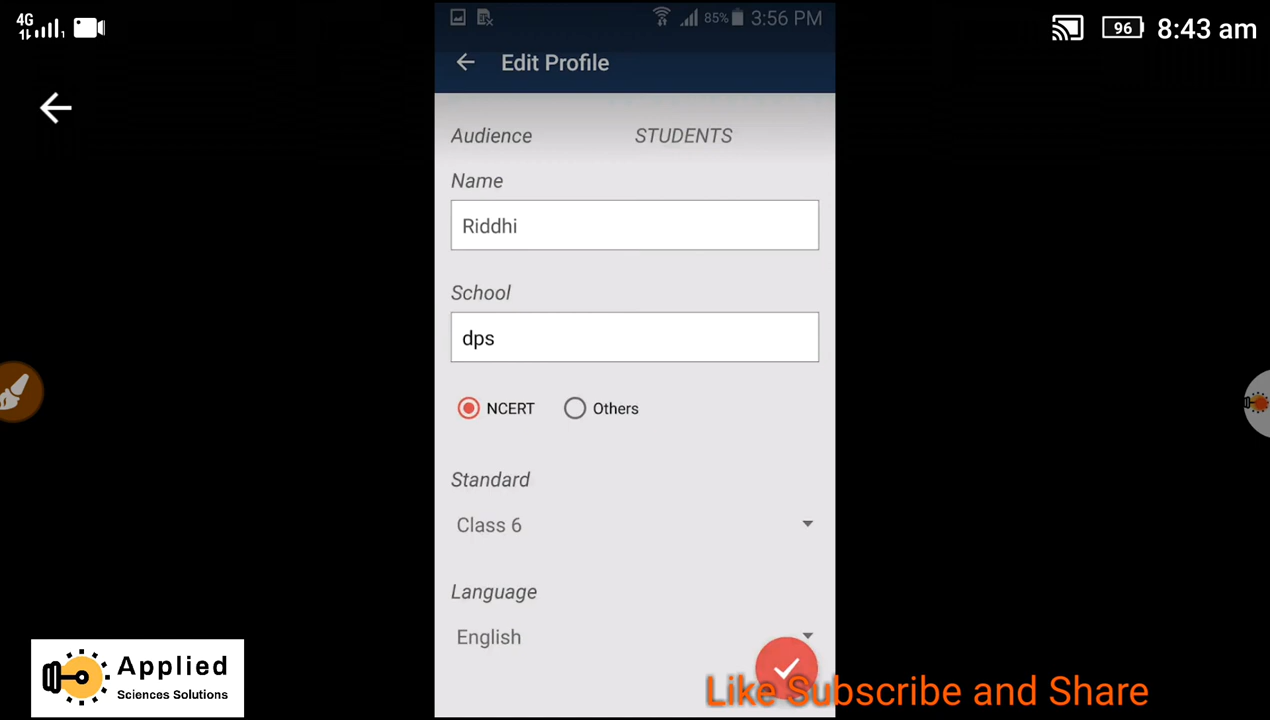 4G
96 8:43 am
85% 3:56 PM
Edit Profile
Audience STUDENTS
Name
Riddhi
School
dps
NCERT Others
Standard
Class 6
Language
English
Applied
Sciences Solutions
Like Subscribe and Share